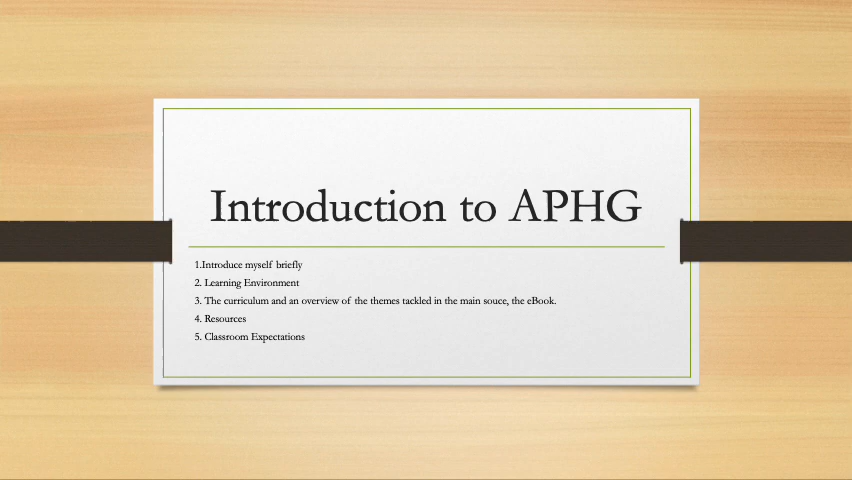 Introduction to APHG
1.Introduce myself briefly
2. Learning Environment
3. The curriculum and an overview of the themes tackled in the main souce, the eBook.
4. Resources
5. Classroom Expectations